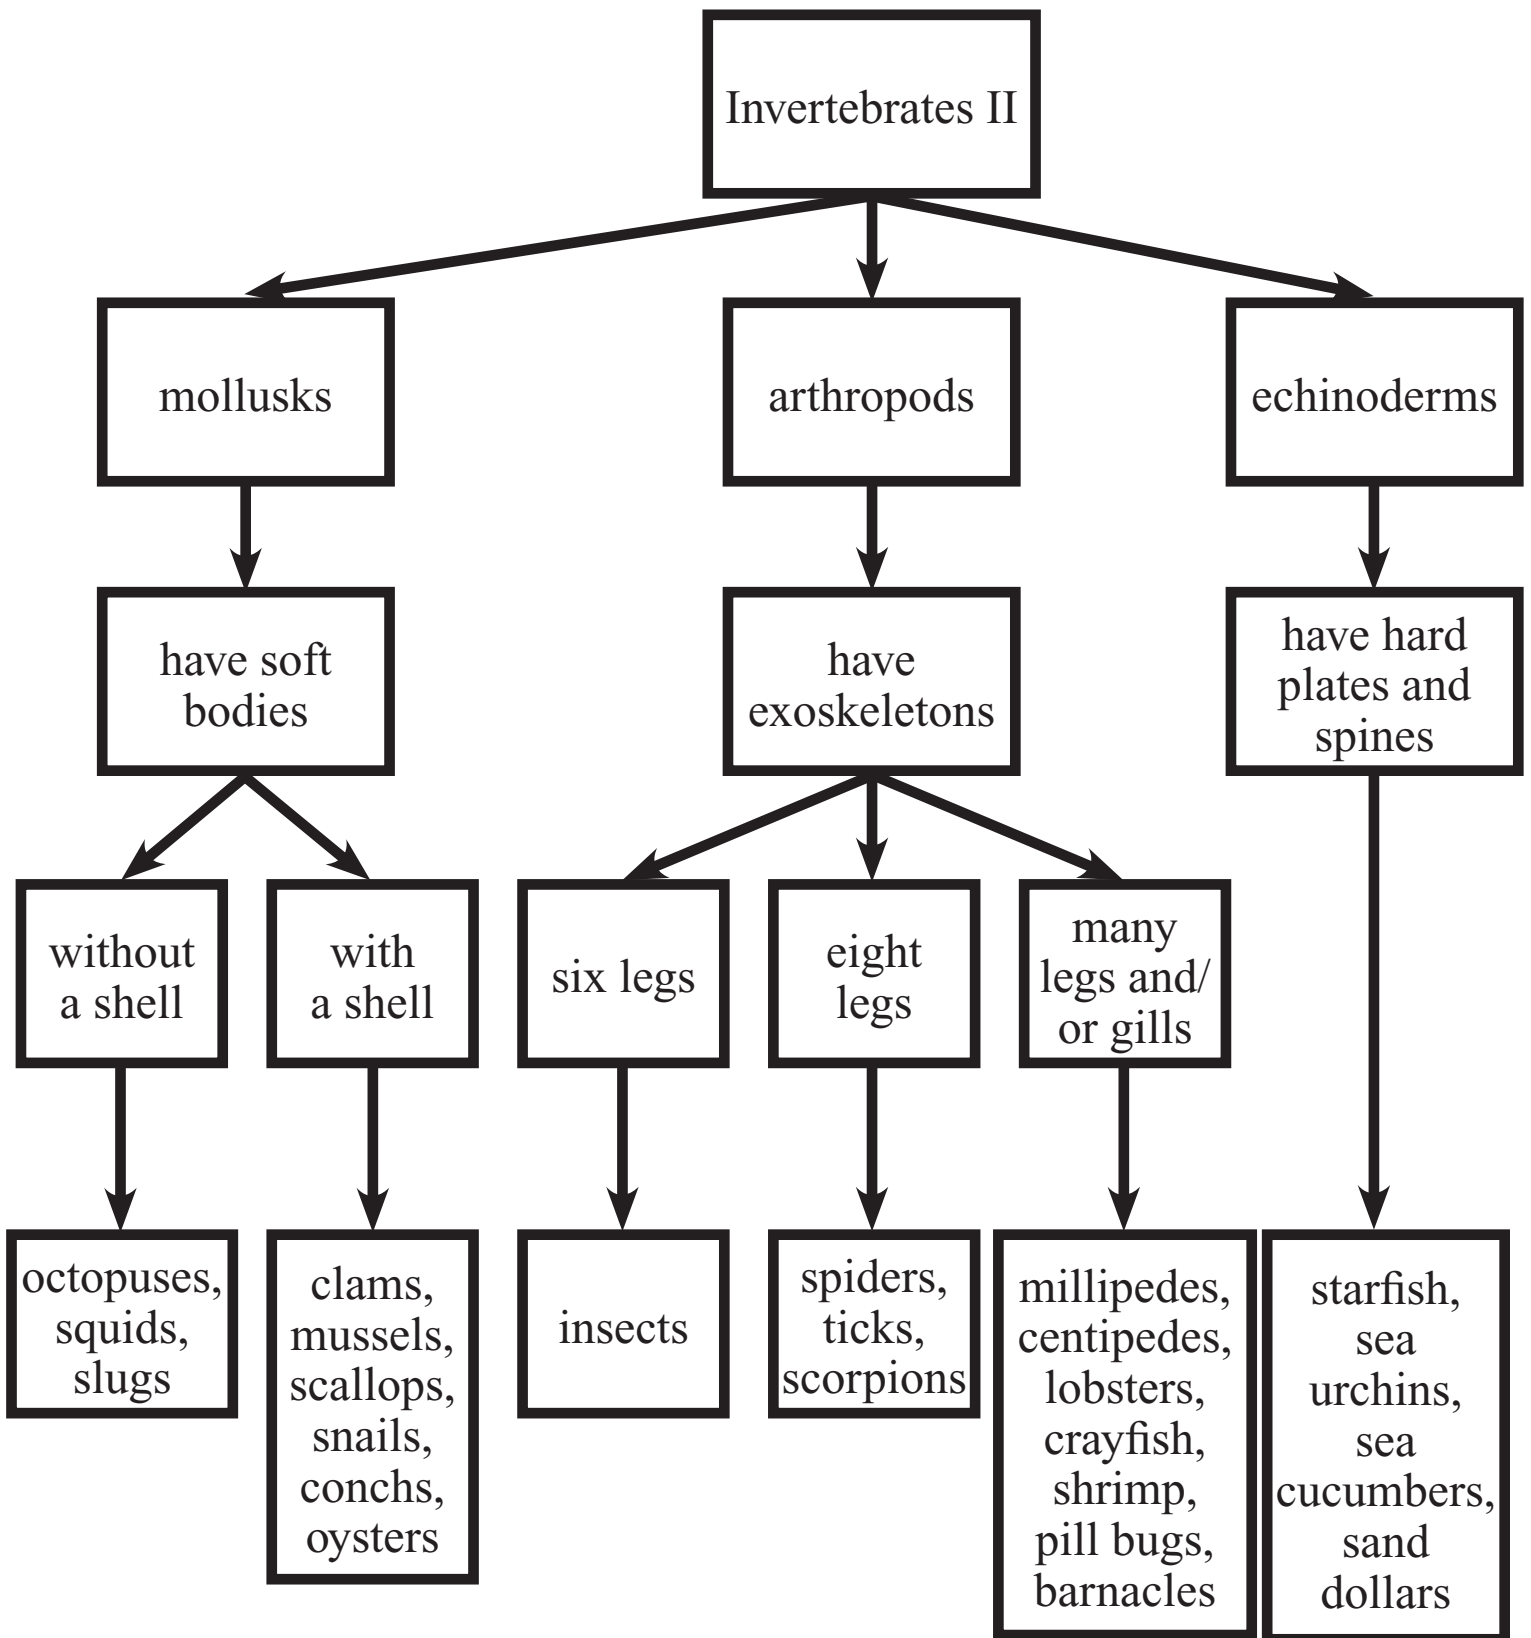 Invertebrates II
mollusks
arthropods
echinoderms
have soft
bodies
have
exoskeletons
have hard
plates and
spines
without
a shell
with
a shell
six legs
eight
legs
many
legs and/
or gills
octopuses,
squids,
slugs
clams,
mussels,
scallops,
snails,
conchs,
oysters
insects
spiders,
ticks,
scorpions
millipedes,
centipedes,
lobsters,
crayfish,
shrimp,
pill bugs,
barnacles
starfish,
sea
urchins,
sea
cucumbers,
sand
dollars